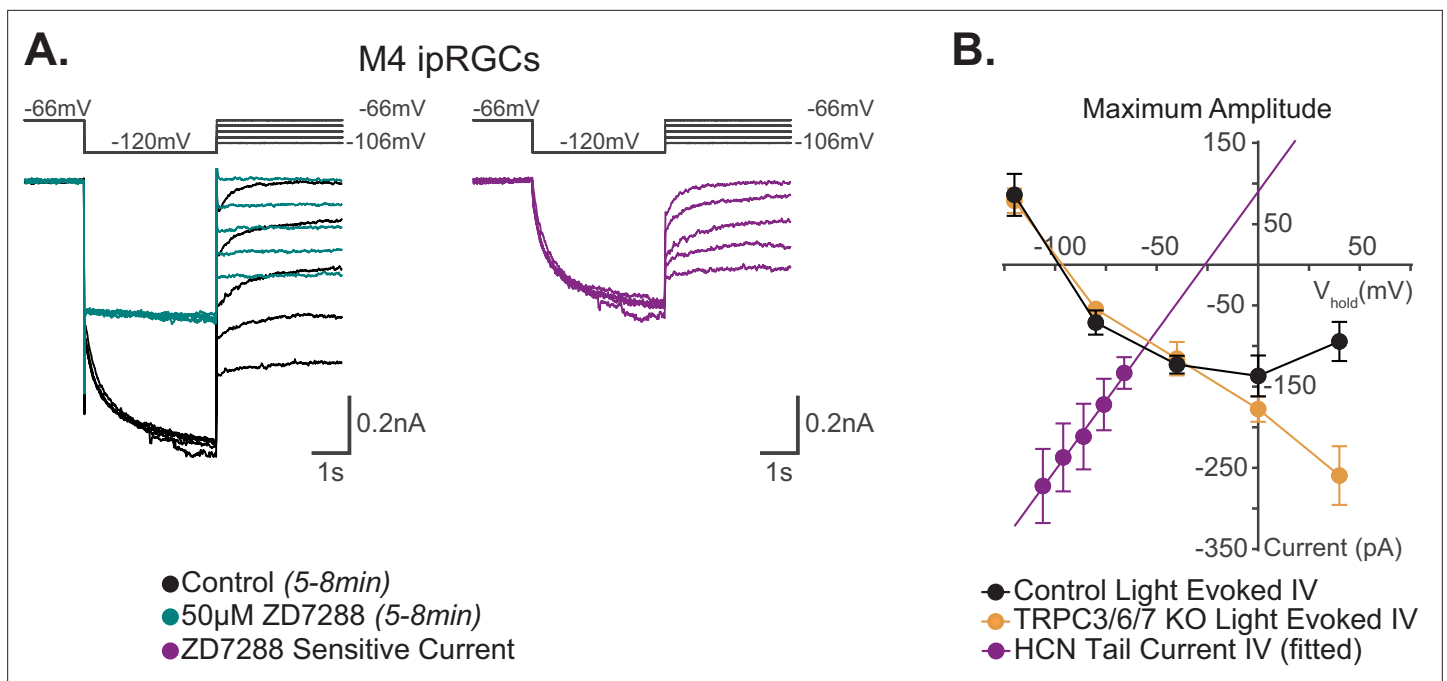 A.
M4 ipRGCs
-66mV
-66mV
-120mV
-106mV
-66mV
-66mV
-120mV
-106mV
0.2nA
1s
0.2nA
1s
Control (5-8min)
50µM ZD7288 (5-8min)
ZD7288 Sensitive Current
B.
Maximum Amplitude
150
50
-100
-50
50
Vhold(mV)
-50
-150
-250
-350
Current (pA)
Control Light Evoked IV
TRPC3/6/7 KO Light Evoked IV
HCN Tail Current IV (fitted)